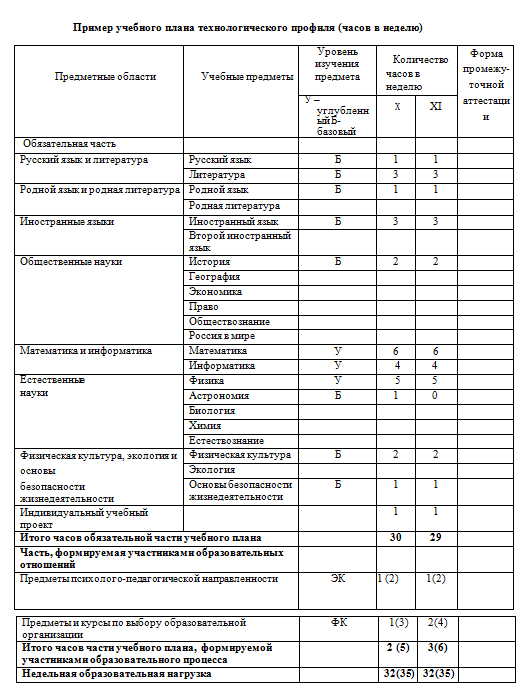 Пример учебного плана технологического профиля (часов в неделю)
Предметные области Учебные предметы Уровень изучения предмета Количество часов в неделю Форма промежу-точной аттестаци и
У – углубленн ый Б- базовый X XI
Обязательная часть
Русский язык и литература Русский язык Б 1 1
Литература Б 3 3
Родной язык и родная литература Родной язык Б 1 1
Родная литература
Иностранные языки Иностранный язык Б 3 3
Второй иностранный
язык
Общественные науки История Б 2 2
География
Экономика
Право
Обществознание
Россия в мире
Математика и информатика Математика У 6 6
Информатика У 4 4
Естественные Физика У 5 5
науки Астрономия Б 1 0
Биология
Химия
Естествознание
Физическая культура, экология и Физическая культура Б 2 2
основы Экология
безопасности Основы безопасности Б 1 1
жизнедеятельности жизнедеятельности
Индивидуальный учебный 1 1
проект
Итого часов обязательной части учебного плана 30 29
Часть, формируемая участниками образовательных
отношений
Предметы психолого-педагогической направленности ЭК 1 (2) 1(2)
Предметы и курсы по выбору образовательной ФК 1(3) 2(4)
организации
Итого часов части учебного плана, формируемой 2 (5) 3(6)
участниками образовательного процесса
Недельная образовательная нагрузка 32(35) 32(35)